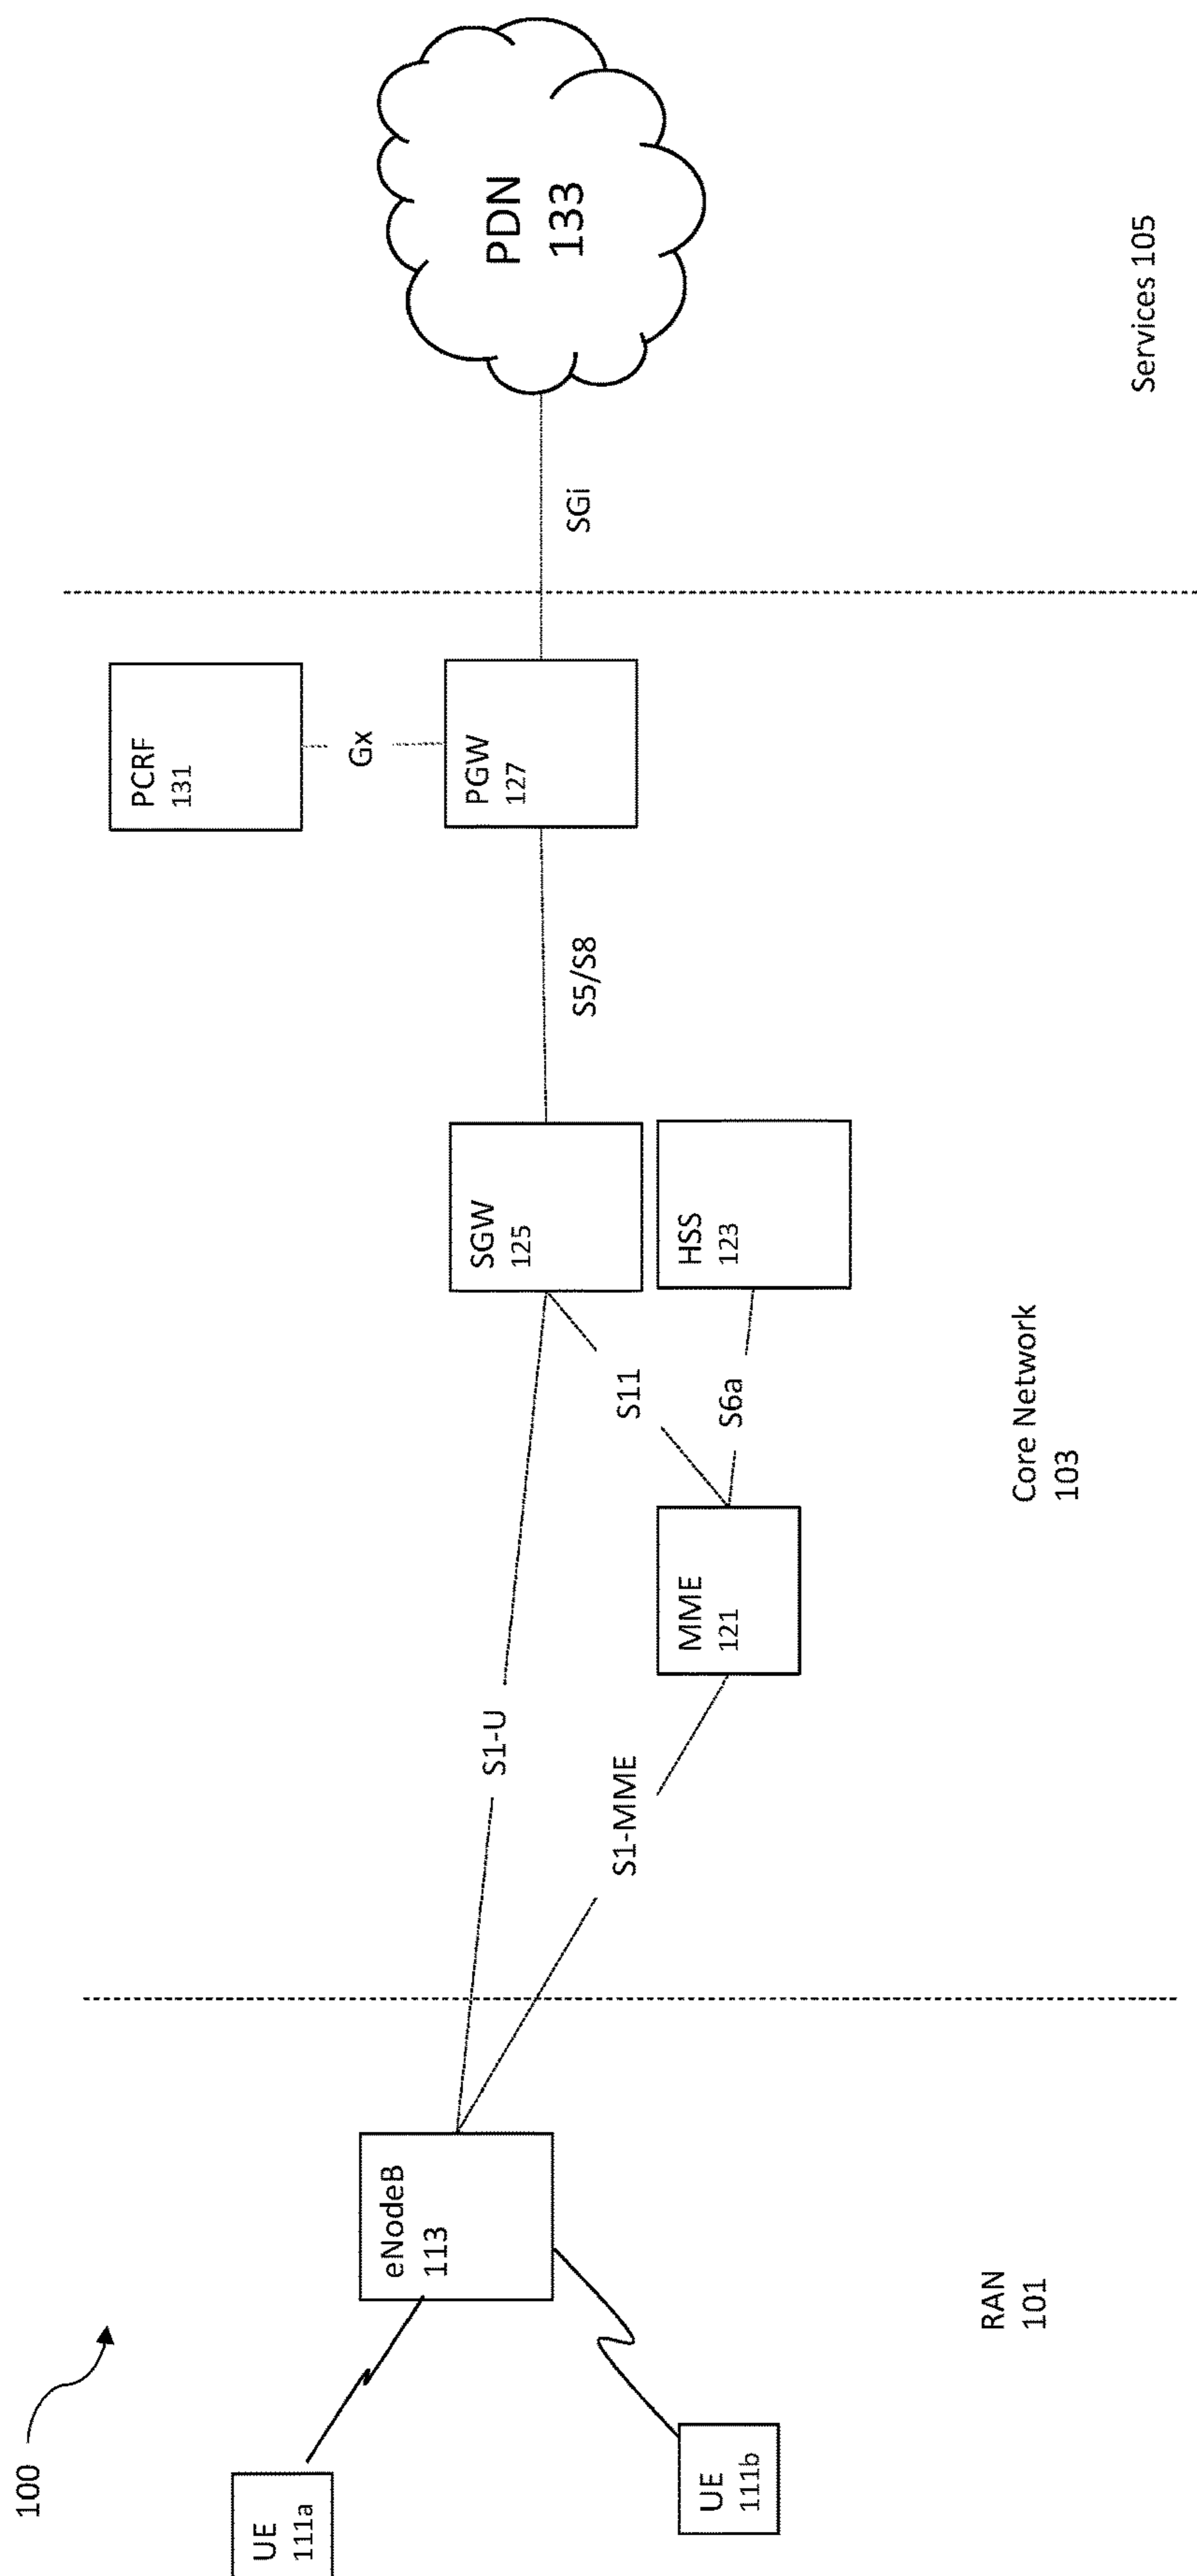 100
UE
111a
UE
111b
eNodeB
113
RAN
101
S1-U
S1-MME
MME
121
S11
S6a
SGW
125
HSS
123
Core Network
103
S5/S8
PCRF
131
Gx
PGW
127
SGi
PDN
133
Services 105